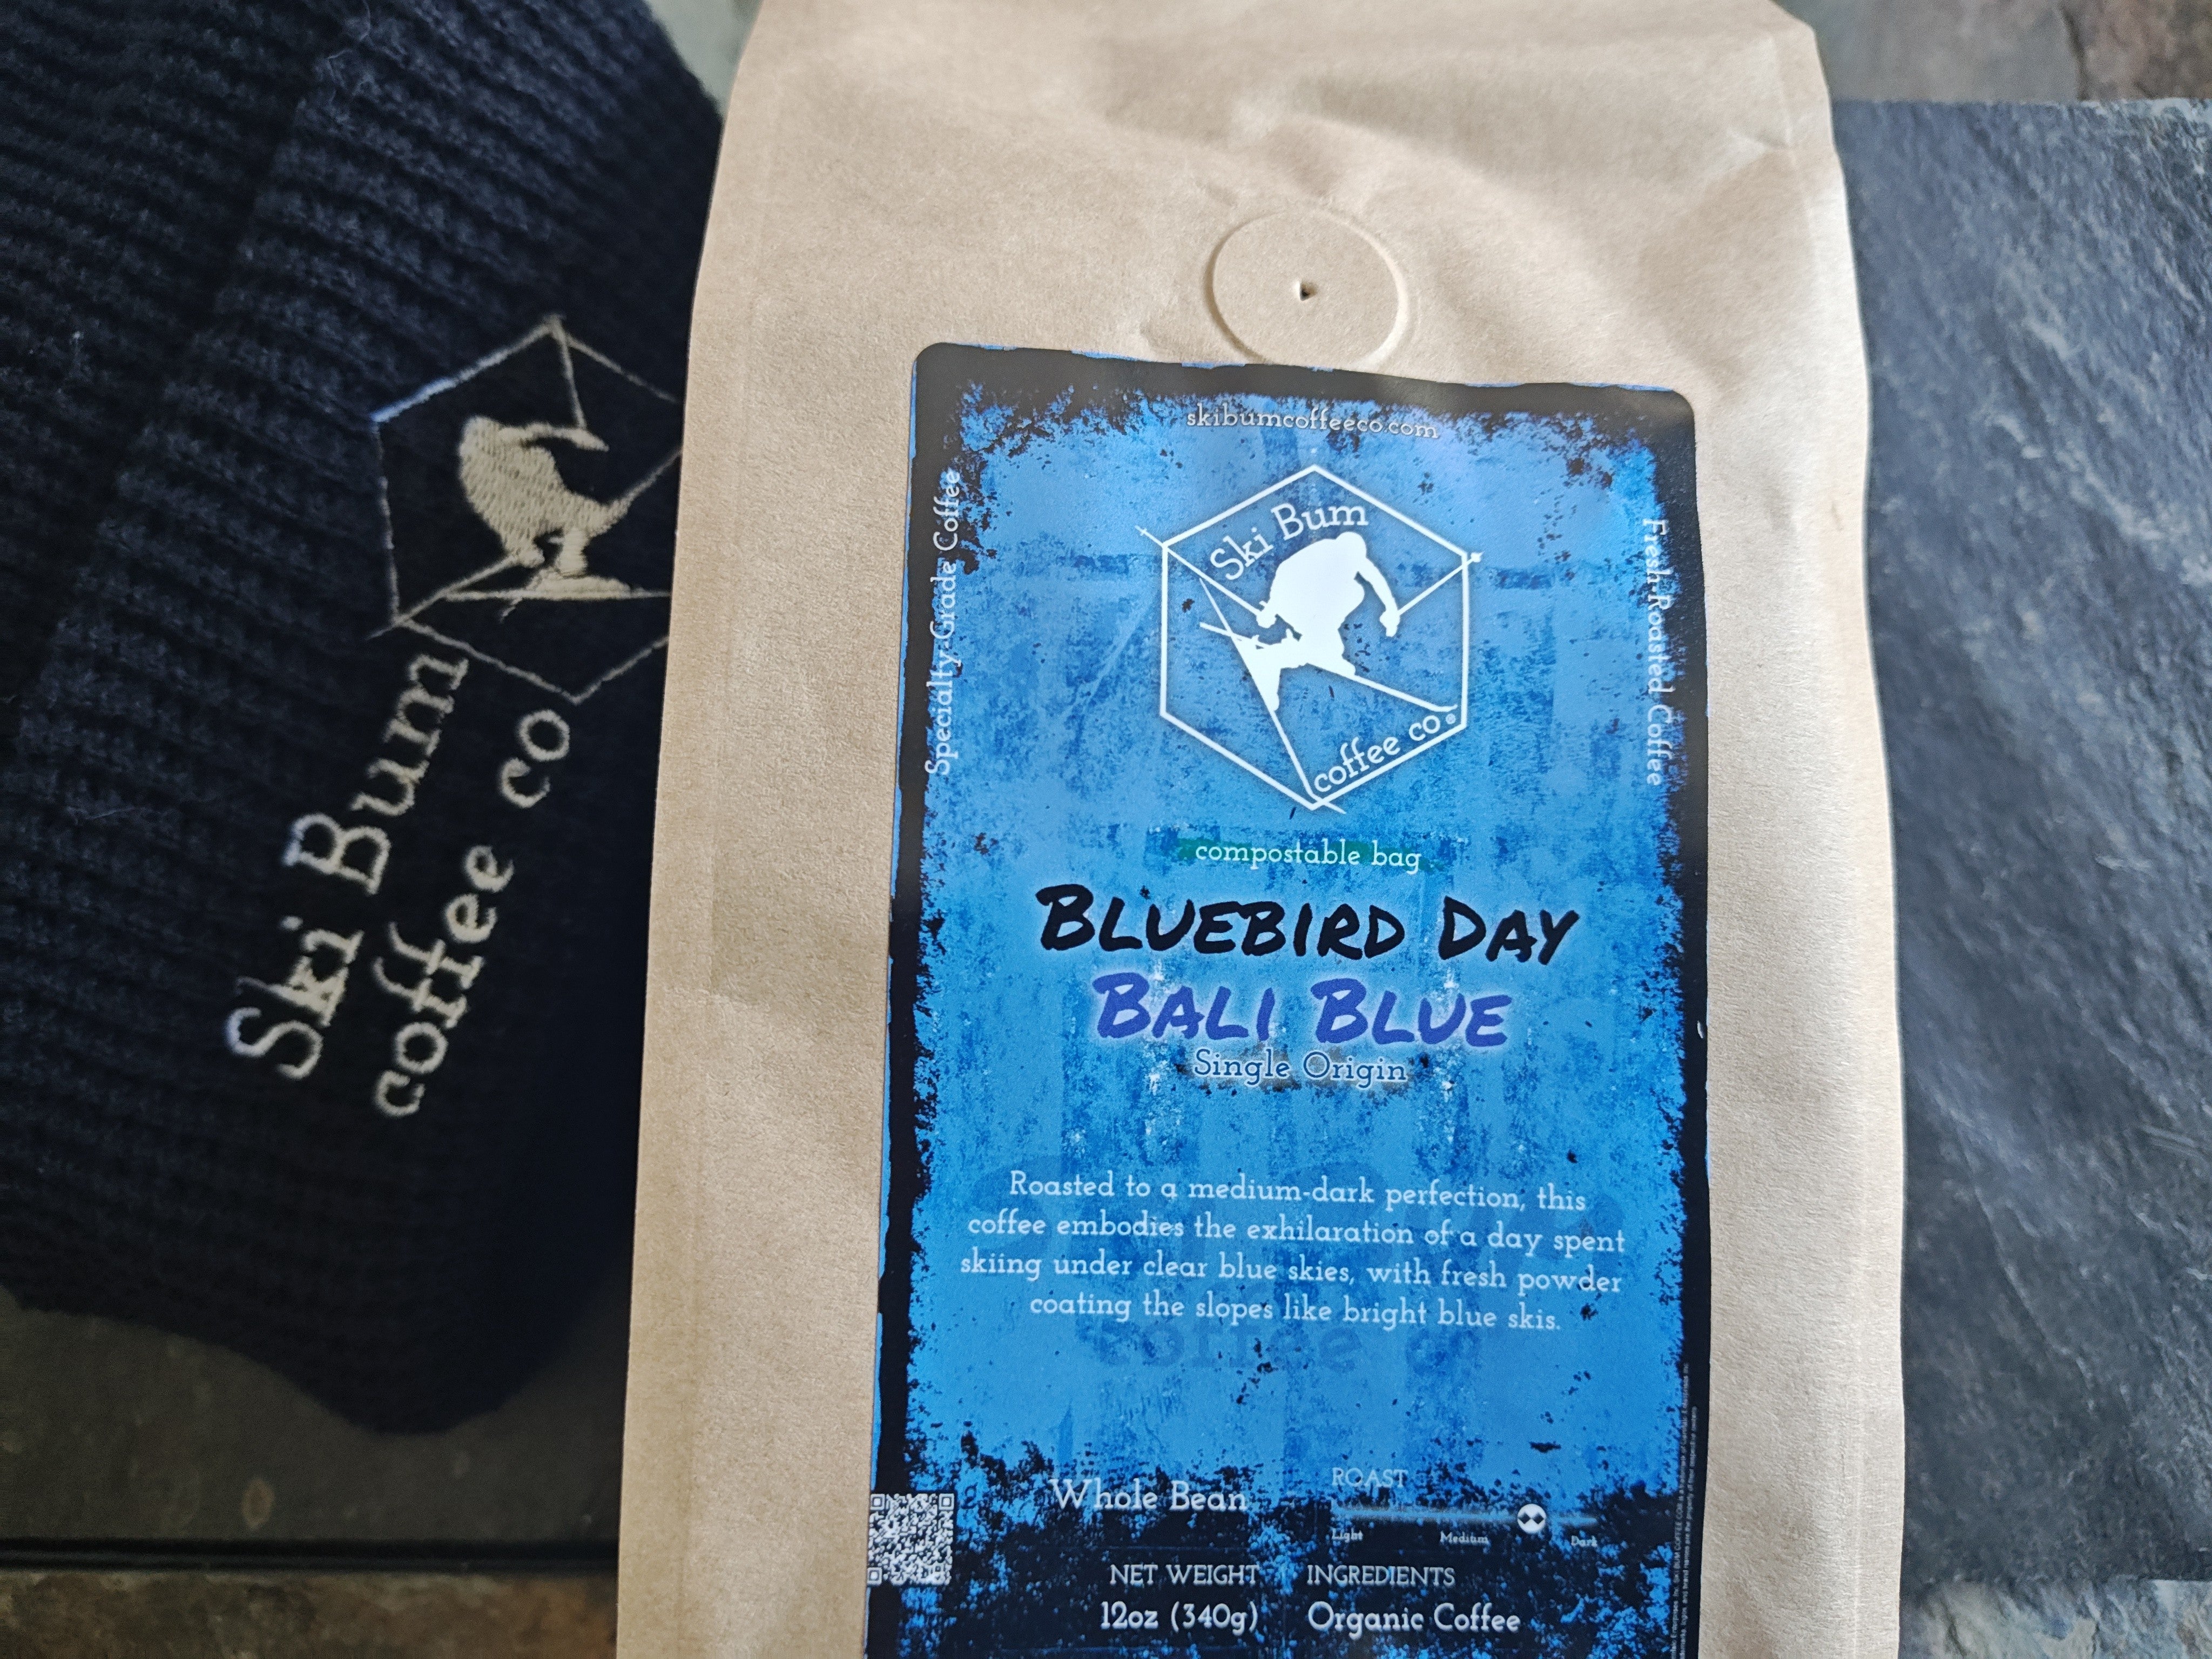 Ski Bum
coffee co
skibumcoffeeco.com
Specialty Grade Coffee
Fresh Roasted Coffee
Ski Bum
coffee co®
compostable bag
BLUEBIRD DAY
BALI BLUE
Single Origin
Roasted to a medium-dark perfection, this
coffee embodies the exhilaration of a day spent
skiing under clear blue skies, with fresh powder
coating the slopes like bright blue skis.
Whole Bean
ROAST
Light Medium Dark
NET WEIGHT
12oz (340g)
INGREDIENTS
Organic Coffee